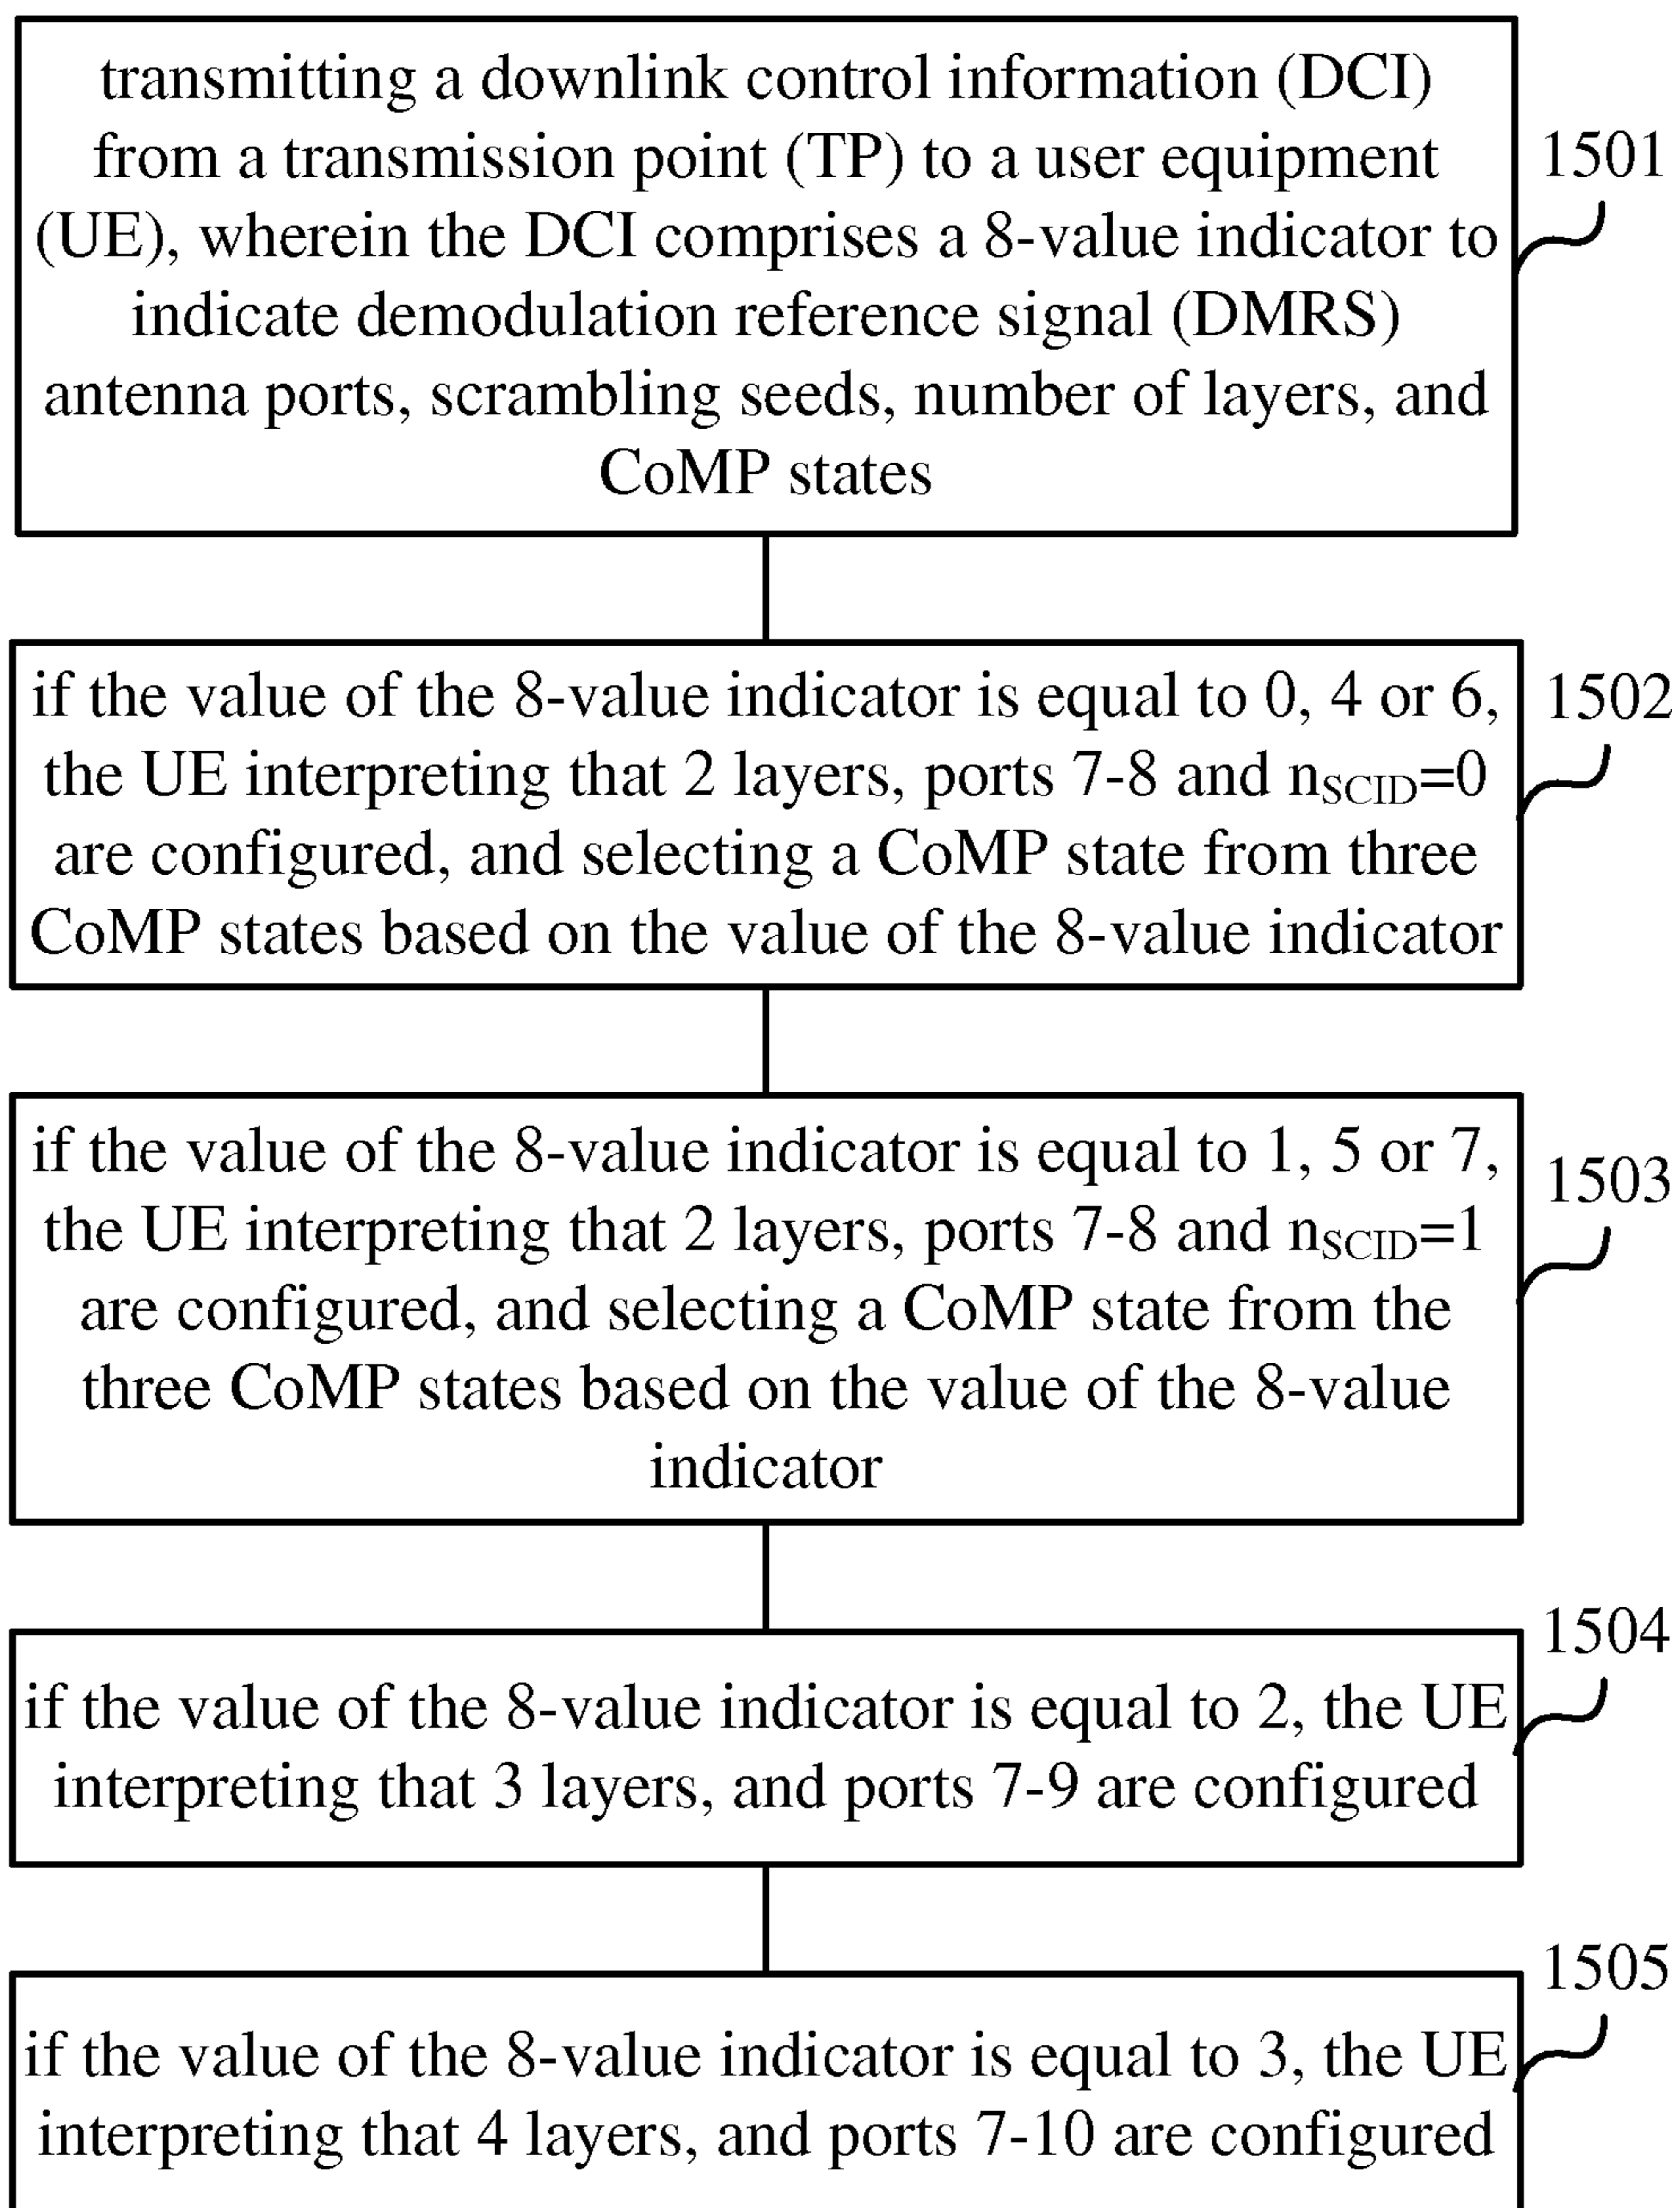 transmitting a downlink control information (DCI)
from a transmission point (TP) to a user equipment
(UE), wherein the DCI comprises a 8-value indicator to
indicate demodulation reference signal (DMRS)
antenna ports, scrambling seeds, number of layers, and
CoMP states
1501
if the value of the 8-value indicator is equal to 0, 4 or 6,
the UE interpreting that 2 layers, ports 7-8 and nSCID=0
are configured, and selecting a CoMP state from three
CoMP states based on the value of the 8-value indicator
1502
if the value of the 8-value indicator is equal to 1, 5 or 7,
the UE interpreting that 2 layers, ports 7-8 and nSCID=1
are configured, and selecting a CoMP state from the
three CoMP states based on the value of the 8-value
indicator
1503
if the value of the 8-value indicator is equal to 2, the UE
interpreting that 3 layers, and ports 7-9 are configured
1504
if the value of the 8-value indicator is equal to 3, the UE
interpreting that 4 layers, and ports 7-10 are configured
1505